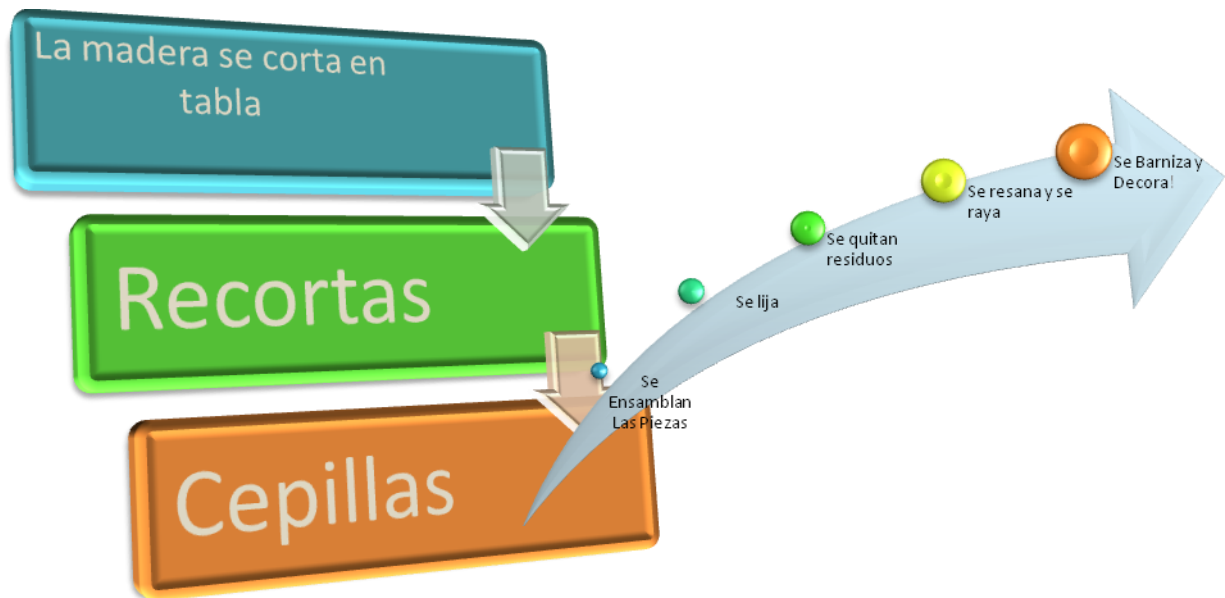 La madera se corta en
tabla
Recortas
Cepillas
Se
Ensamblan
Las Piezas
Se lija
Se quitan
residuos
Se resana y se
raya
Se Barniza y
Decora!